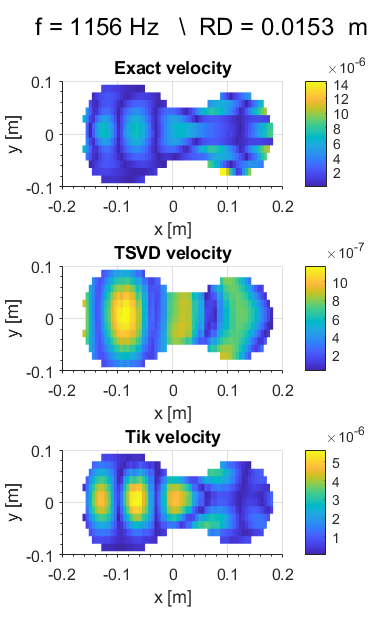 f = 1156 Hz \ RD = 0.0153 m
Exact velocity
×10⁻⁶
0.1
0
-0.1
y [m]
-0.2 -0.1 0 0.1 0.2
x [m]
14
12
10
8
6
4
2
TSVD velocity
×10⁻⁷
0.1
0
-0.1
y [m]
-0.2 -0.1 0 0.1 0.2
x [m]
10
8
6
4
2
Tik velocity
×10⁻⁶
0.1
0
-0.1
y [m]
-0.2 -0.1 0 0.1 0.2
x [m]
5
4
3
2
1